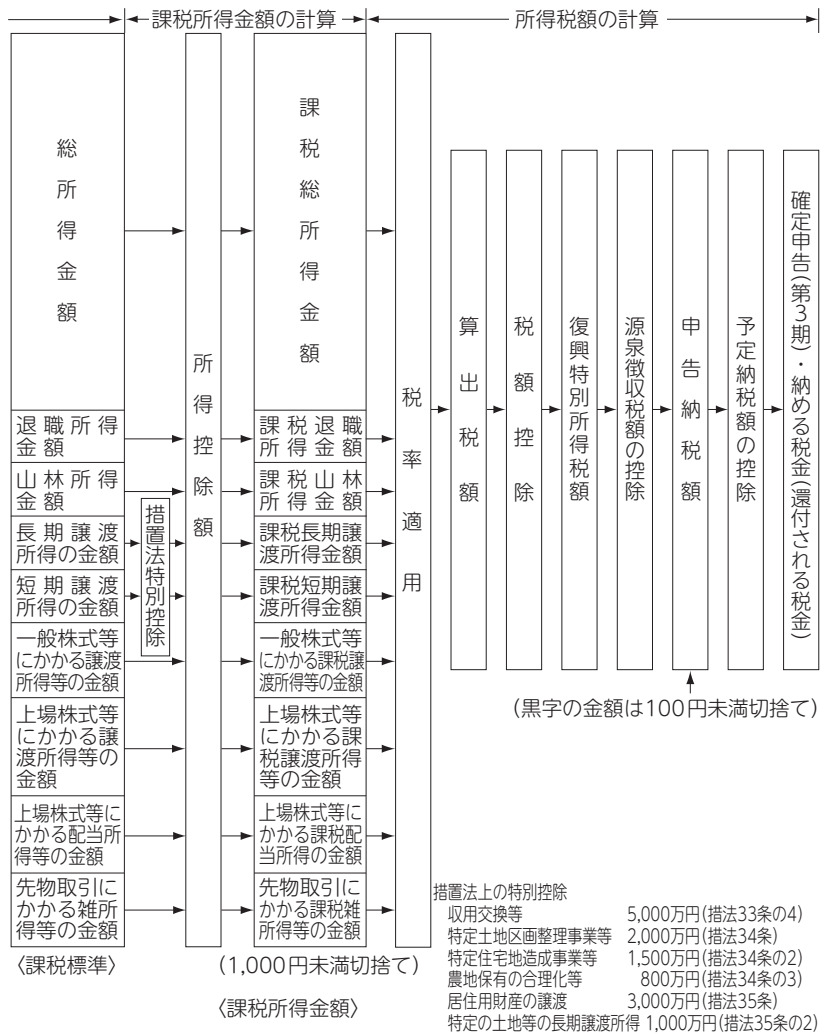 課税所得金額の計算
所得税額の計算
総所得金額
退職所得
金額
山林所得
金額
長期譲渡
所得の金額
短期譲渡
所得の金額
一般株式等
にかかる譲渡
所得等の金額
上場株式等
にかかる譲
渡所得等の
金額
上場株式等に
かかる配当所
得等の金額
先物取引に
かかる雑所
得等の金額
〈課税標準〉
措置法特別控除
所得控除額
課税総所得金額
課税退職
所得金額
課税山林
所得金額
課税長期譲
渡所得金額
課税短期譲
渡所得金額
一般株式等
にかかる課税譲
渡所得等の金額
上場株式等
にかかる課
税譲渡所得
等の金額
上場株式等に
かかる課税配
当所得の金額
先物取引に
かかる課税雑
所得等の金額
(1,000円未満切捨て)
〈課税所得金額〉
税率適用
算出税額
税額控除
復興特別所得税額
源泉徴収税額の控除
申告納税額
予定納税額の控除
確定申告(第3期)・納める税金(還付される税金)
(黒字の金額は100円未満切捨て)
措置法上の特別控除
収用交換等 5,000万円(措法33条の4)
特定土地区画整理事業等 2,000万円(措法34条)
特定住宅地造成事業等 1,500万円(措法34条の2)
農地保有の合理化等 800万円(措法34条の3)
居住用財産の譲渡 3,000万円(措法35条)
特定の土地等の長期譲渡所得 1,000万円(措法35条の2)